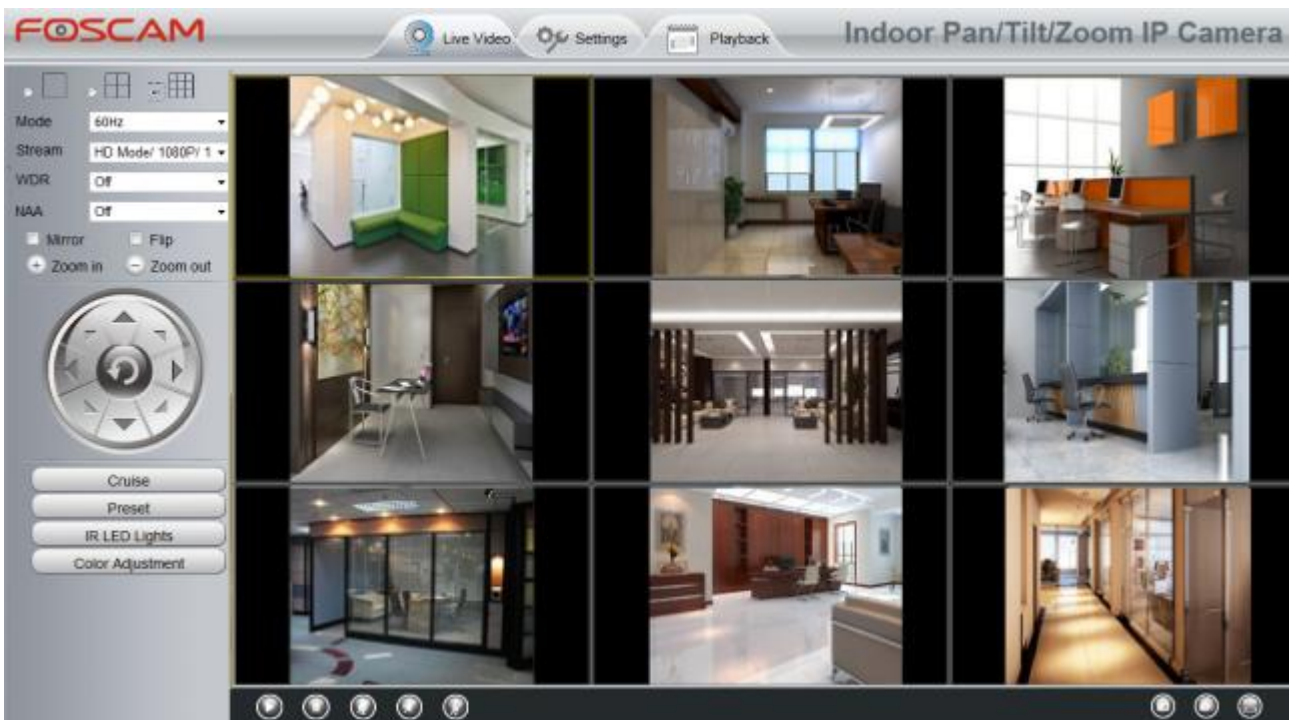 FOSCAM
Live Video
Settings
Playback
Indoor Pan/Tilt/Zoom IP Camera
Mode
60Hz
Stream
HD Mode/ 1080P/ 1
WDR
Off
NAA
Off
Mirror
Flip
Zoom in
Zoom out
Cruise
Preset
IR LED Lights
Color Adjustment